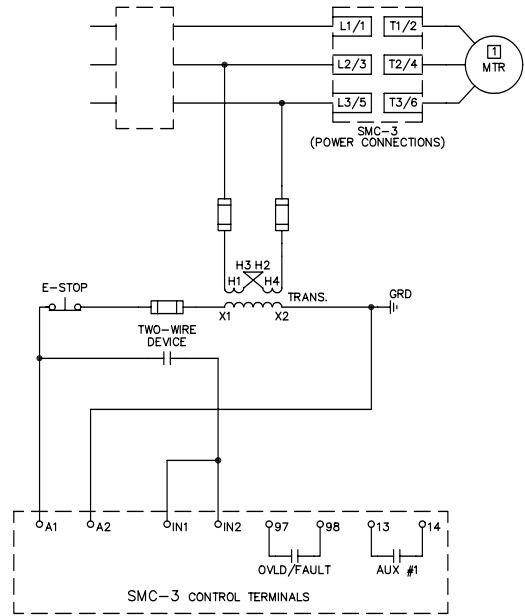 L1/1 T1/2
1
L2/3 T2/4 MTR
L3/5 T3/6
SMC-3
(POWER CONNECTIONS)
H3 H2
H1 H4
E-STOP
TRANS.
GRD
X1 X2
TWO-WIRE
DEVICE
A1 A2 IN1 IN2 97 98 13 14
OVLD/FAULT AUX #1
SMC-3 CONTROL TERMINALS